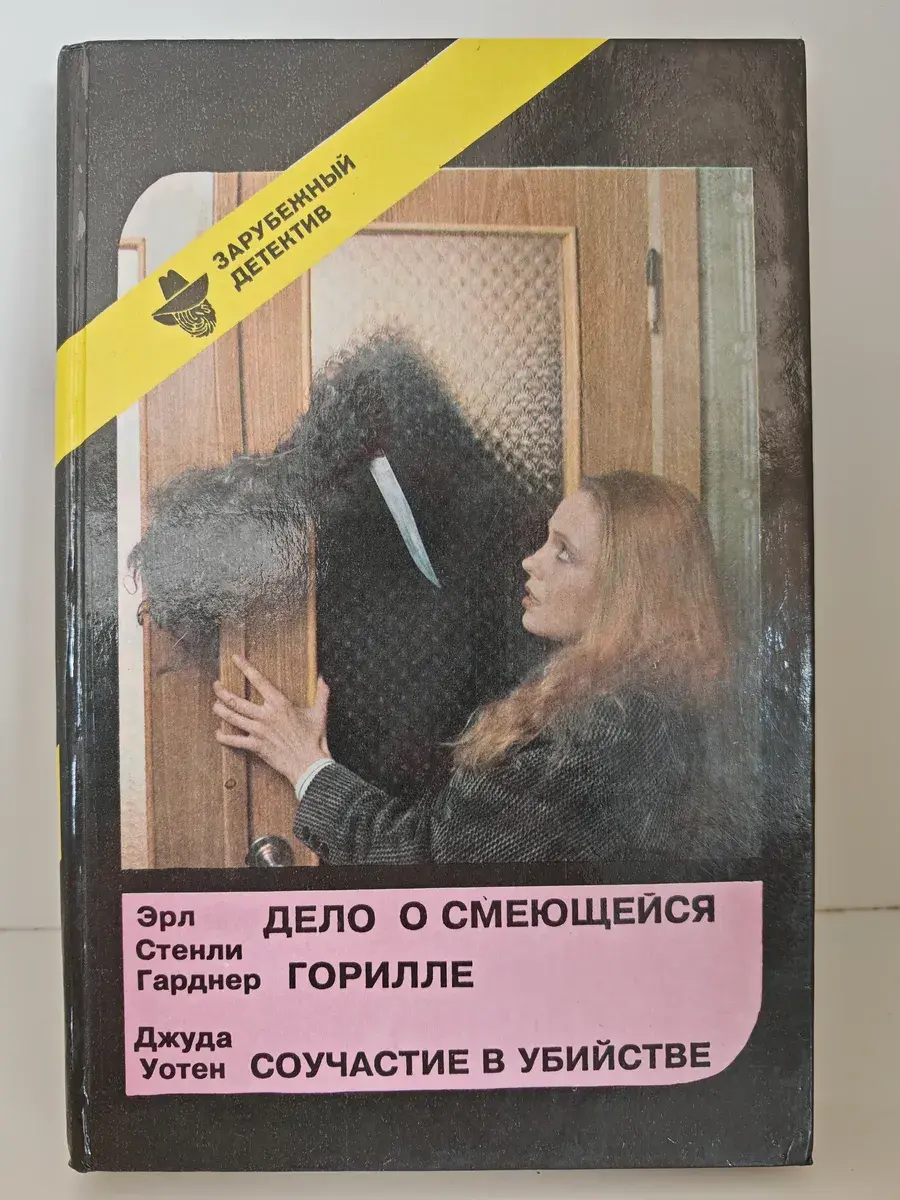 ЗАРУБЕЖНЫЙ
ДЕТЕКТИВ
Эрл
Стенли
Гарднер
ДЕЛО О СМЕЮЩЕЙСЯ
ГОРИЛЛЕ
Джуда
Уотен
СОУЧАСТИЕ В УБИЙСТВЕ